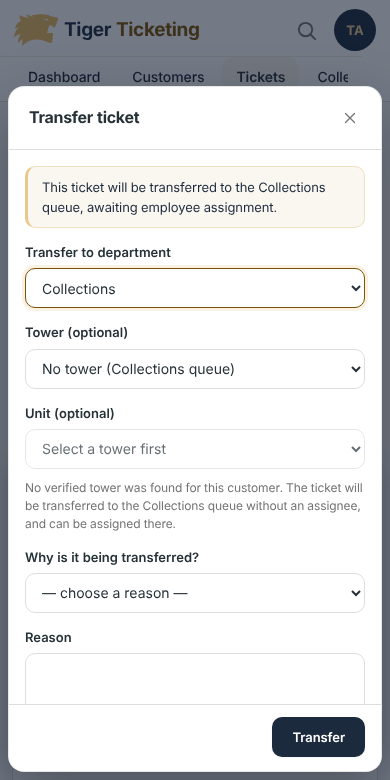 Tiger Ticketing
TA
Dashboard
Customers
Tickets
Transfer ticket
This ticket will be transferred to the Collections
queue, awaiting employee assignment.
Transfer to department
Collections
Tower (optional)
No tower (Collections queue)
Unit (optional)
Select a tower first
No verified tower was found for this customer. The ticket will
be transferred to the Collections queue without an assignee,
and can be assigned there.
Why is it being transferred?
— choose a reason —
Reason
Transfer